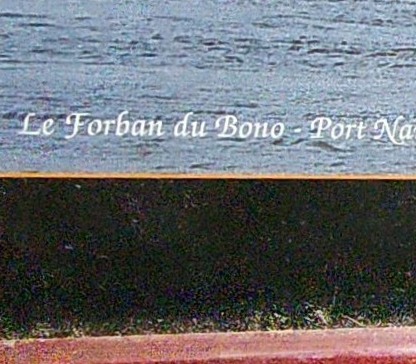 Le Forban du Bono - Port